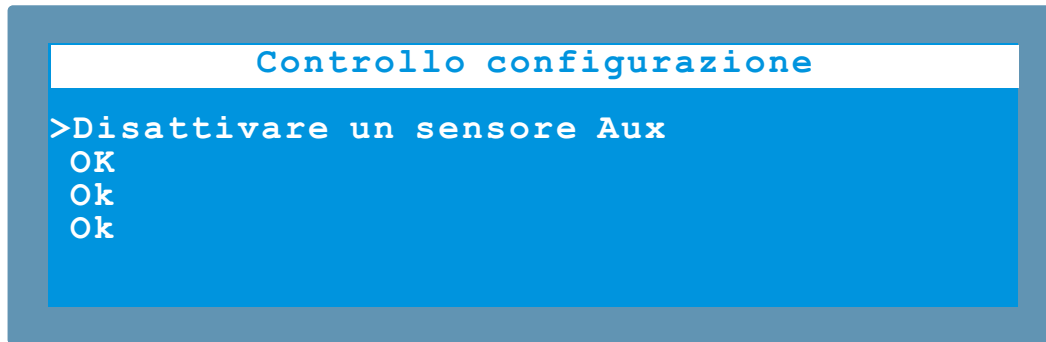 Controllo configurazione
>Disattivare un sensore Aux
OK
Ok
Ok